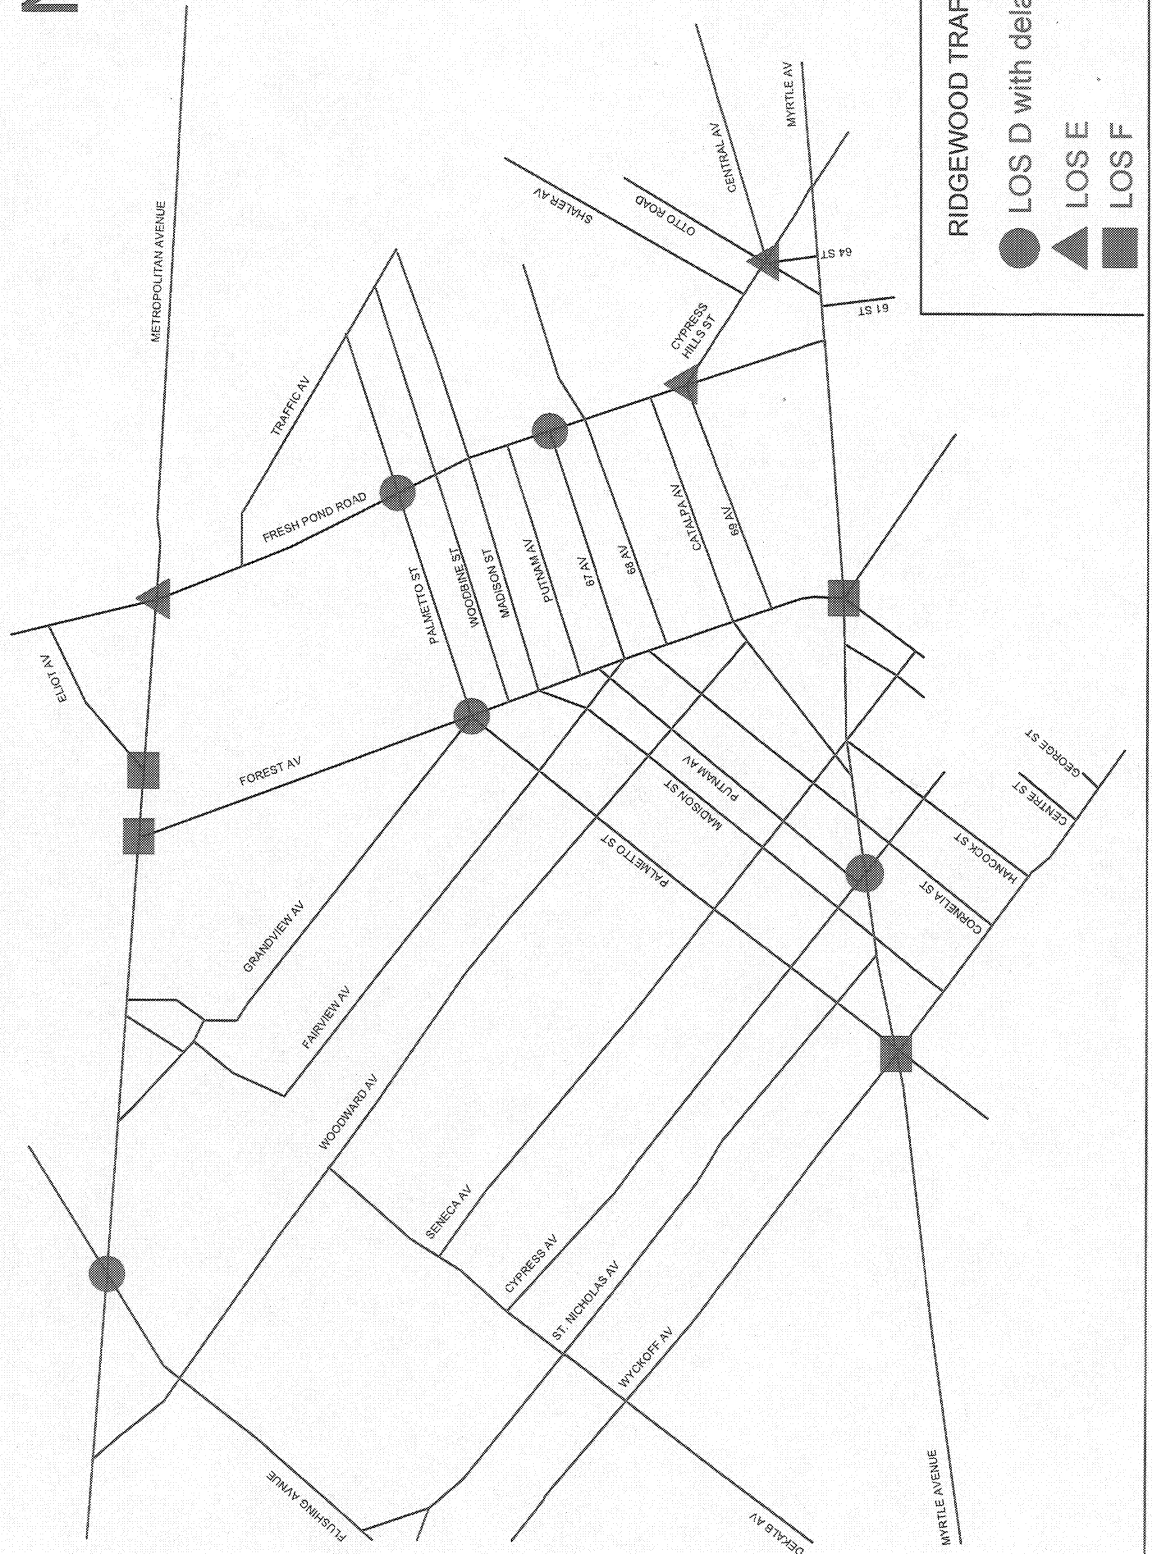 METROPOLITAN AVENUE
TRAFFIC AV
FRESH POND ROAD
ELIOT AV
FOREST AV
PALMETTO ST
WOODBINE ST
MADISON ST
PUTNAM AV
67 AV
68 AV
CATALPA AV
69 AV
CYPRESS
HILLS ST
SHALER AV
OTTO ROAD
CENTRAL AV
MYRTLE AV
64 ST
61 ST
GRANDVIEW AV
FAIRVIEW AV
WOODWARD AV
SENECA AV
CYPRESS AV
ST. NICHOLAS AV
WYCKOFF AV
FLUSHING AVNUE
DEKALB AV
MYRTLE AVENUE
PALMETTO ST
MADISON ST
PUTNAM AV
CORNELIA ST
HANCOCK ST
CENTRE ST
GEORGE ST
RIDGEWOOD TRAF
LOS D with dela
LOS E
LOS F